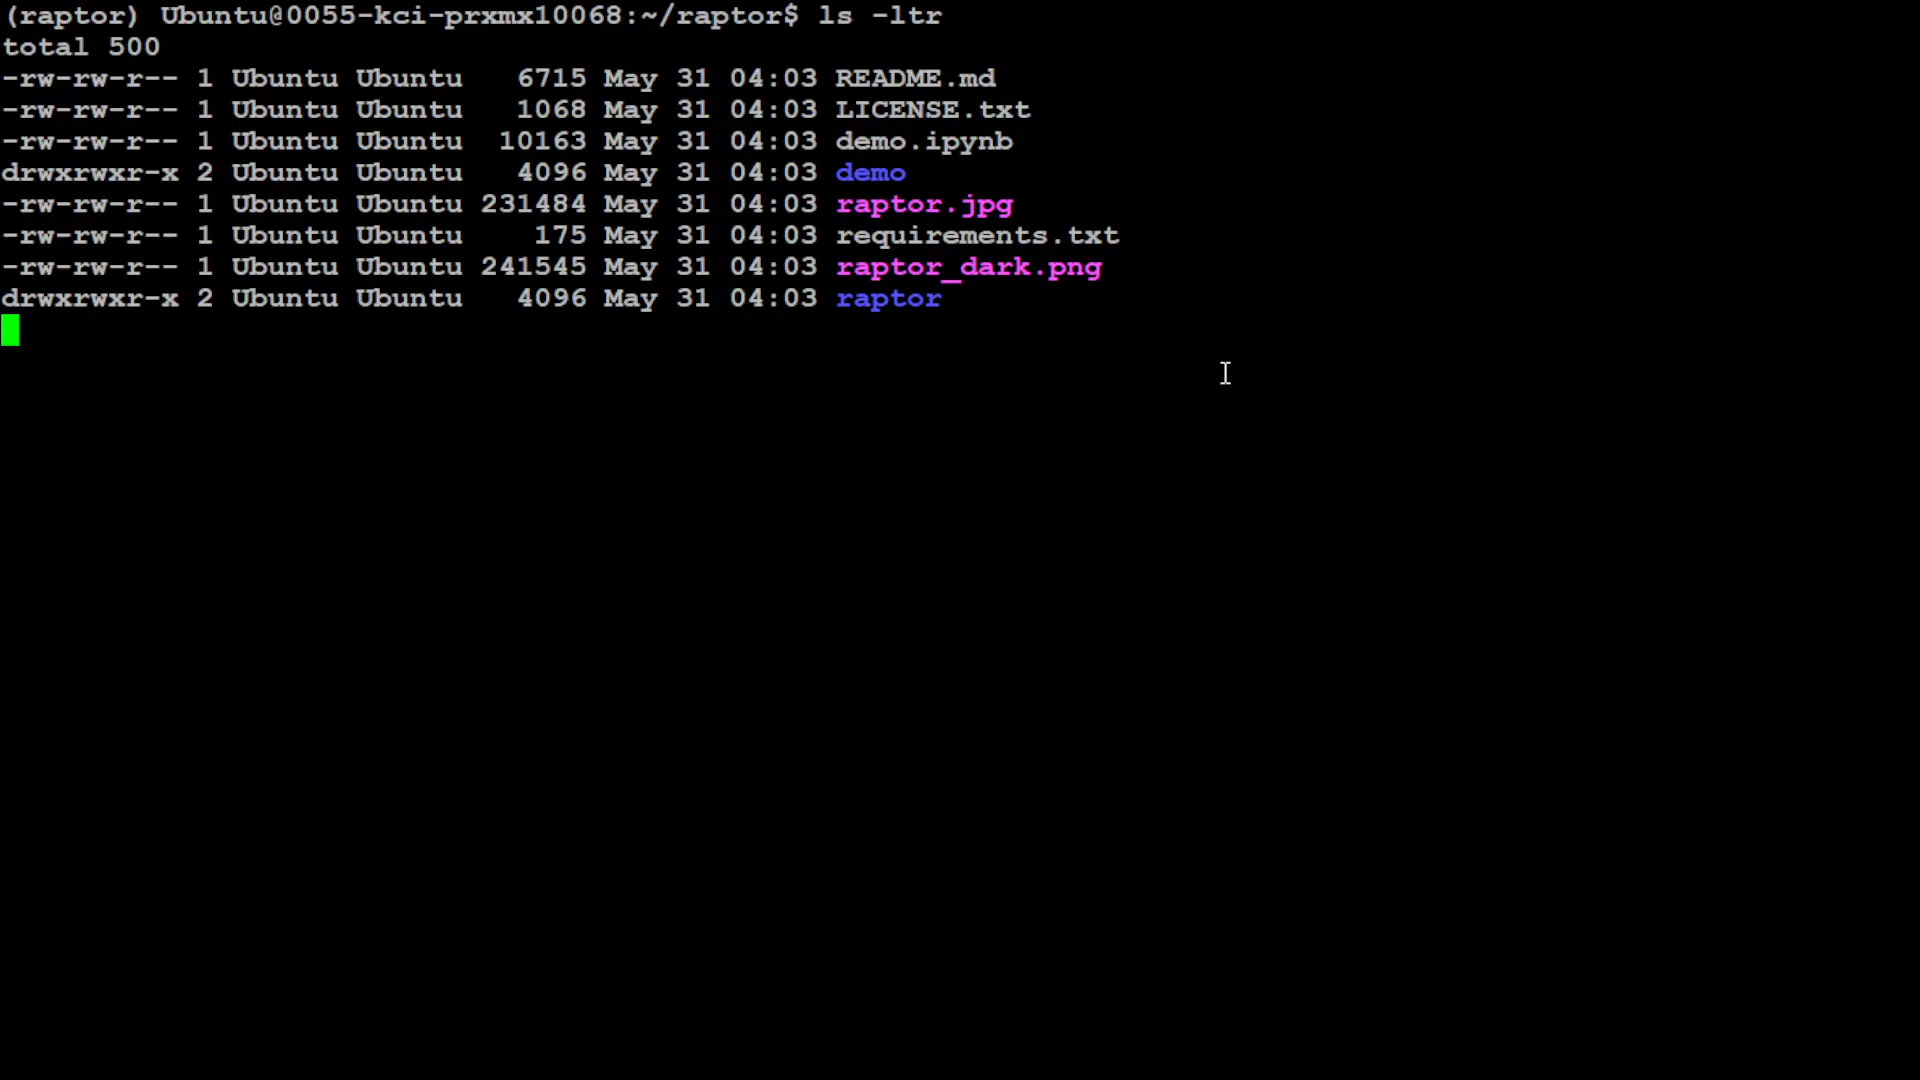 (raptor) Ubuntu@0055-kci-prxmx10068:~/raptor$ ls -ltr
total 500
-rw-rw-r-- 1 Ubuntu Ubuntu   6715 May 31 04:03 README.md
-rw-rw-r-- 1 Ubuntu Ubuntu   1068 May 31 04:03 LICENSE.txt
-rw-rw-r-- 1 Ubuntu Ubuntu  10163 May 31 04:03 demo.ipynb
drwxrwxr-x 2 Ubuntu Ubuntu   4096 May 31 04:03 demo
-rw-rw-r-- 1 Ubuntu Ubuntu 231484 May 31 04:03 raptor.jpg
-rw-rw-r-- 1 Ubuntu Ubuntu    175 May 31 04:03 requirements.txt
-rw-rw-r-- 1 Ubuntu Ubuntu 241545 May 31 04:03 raptor_dark.png
drwxrwxr-x 2 Ubuntu Ubuntu   4096 May 31 04:03 raptor